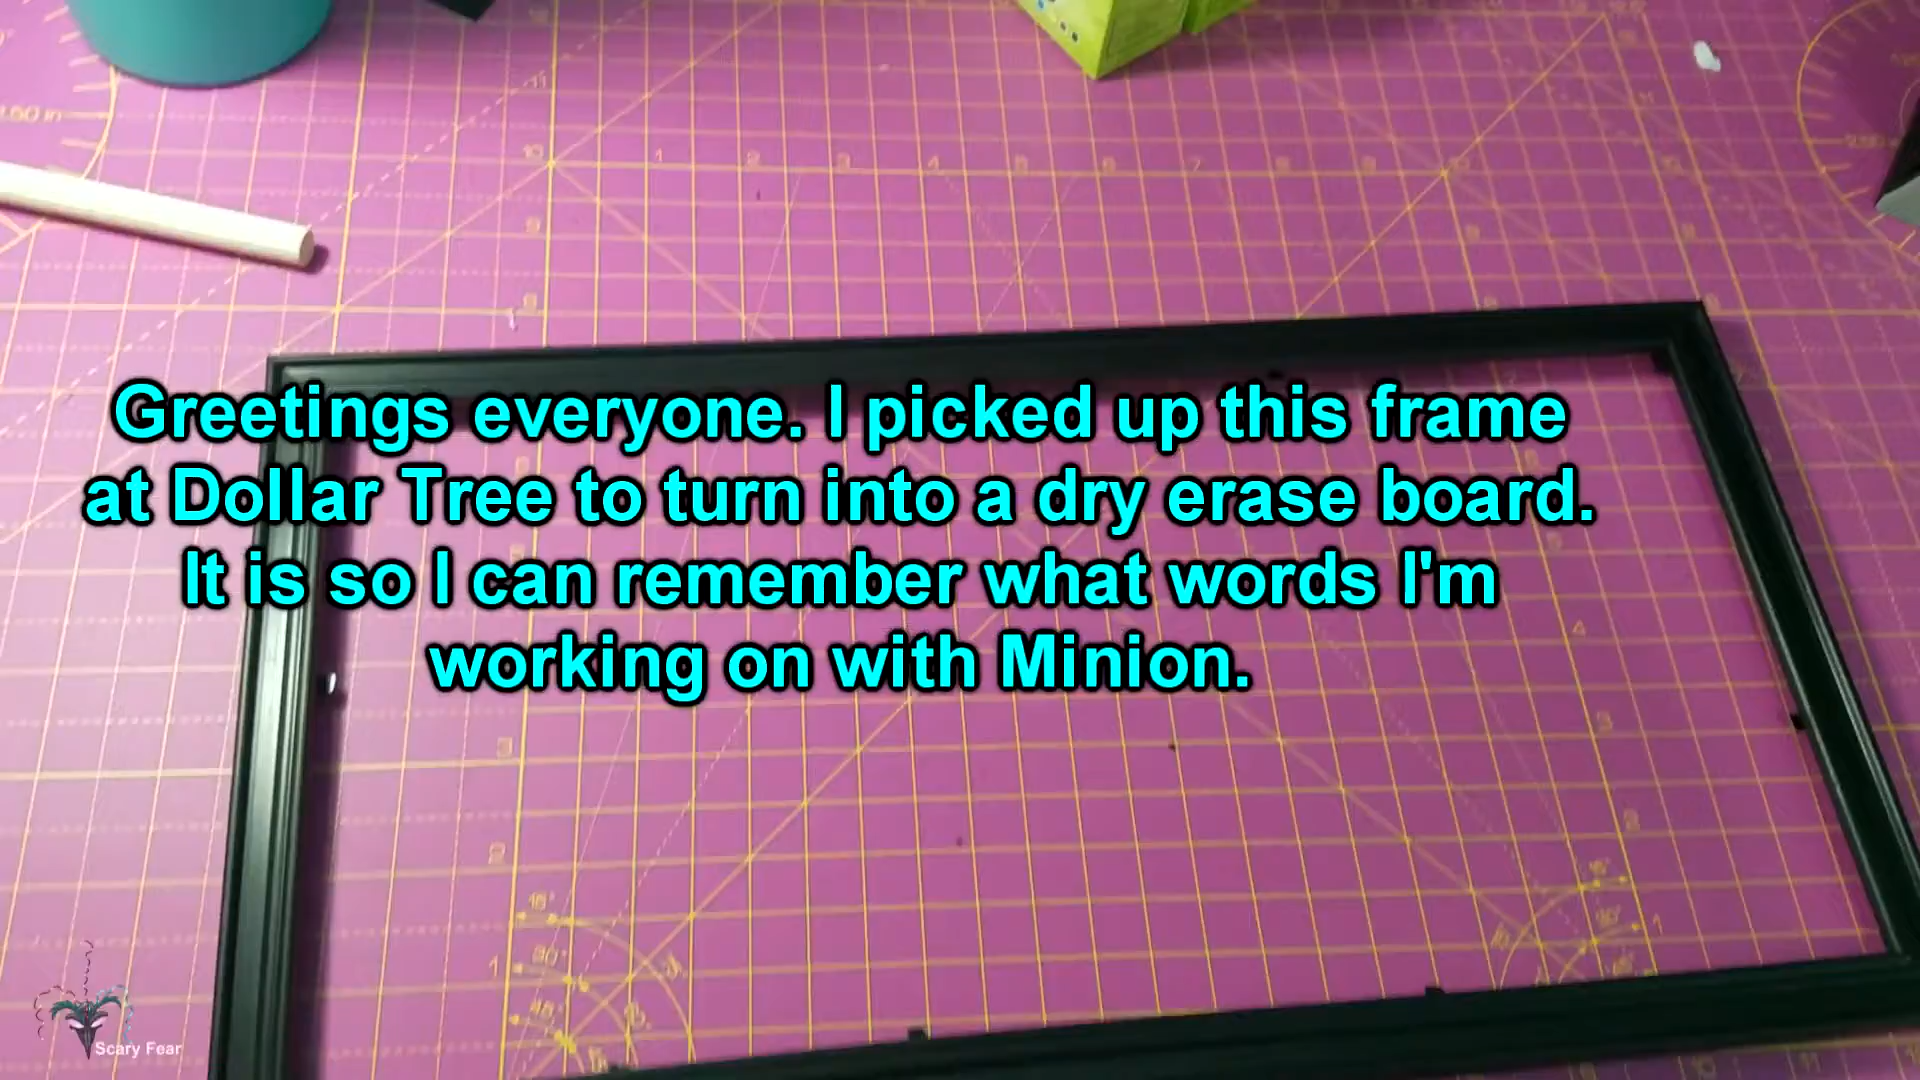 Greetings everyone. I picked up this frame
at Dollar Tree to turn into a dry erase board.
It is so I can remember what words I'm
working on with Minion.
Scary Fear